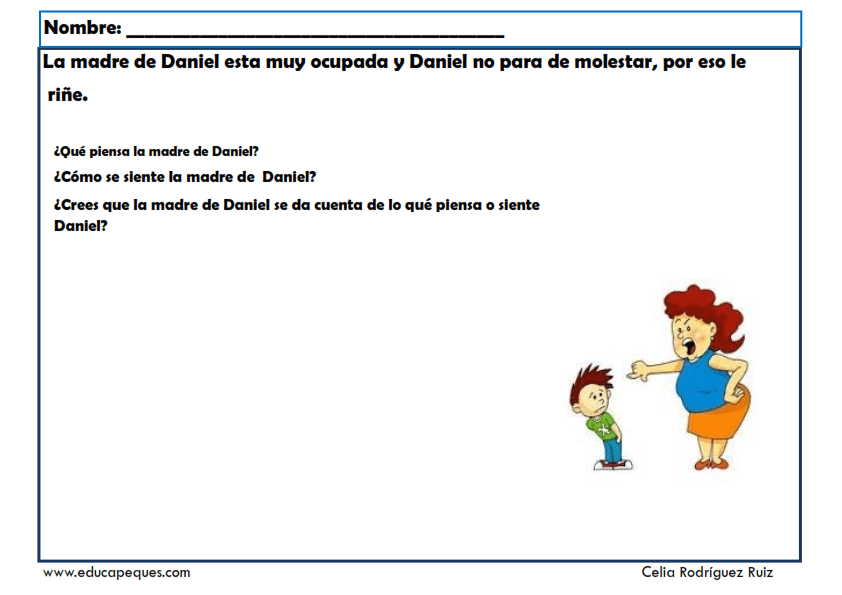 Nombre: ________________________________________
La madre de Daniel esta muy ocupada y Daniel no para de molestar, por eso le
riñe.
¿Qué piensa la madre de Daniel?
¿Cómo se siente la madre de Daniel?
¿Crees que la madre de Daniel se da cuenta de lo qué piensa o siente
Daniel?
www.educapeques.com
Celia Rodríguez Ruiz